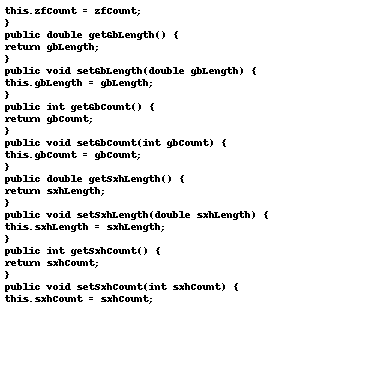 this.zfCount = zfCount;
}
public double getGbLength() {
return gbLength;
}
public void setGbLength(double gbLength) {
this.gbLength = gbLength;
}
public int getGbCount() {
return gbCount;
}
public void setGbCount(int gbCount) {
this.gbCount = gbCount;
}
public double getSxhLength() {
return sxhLength;
}
public void setSxhLength(double sxhLength) {
this.sxhLength = sxhLength;
}
public int getSxhCount() {
return sxhCount;
}
public void setSxhCount(int sxhCount) {
this.sxhCount = sxhCount;